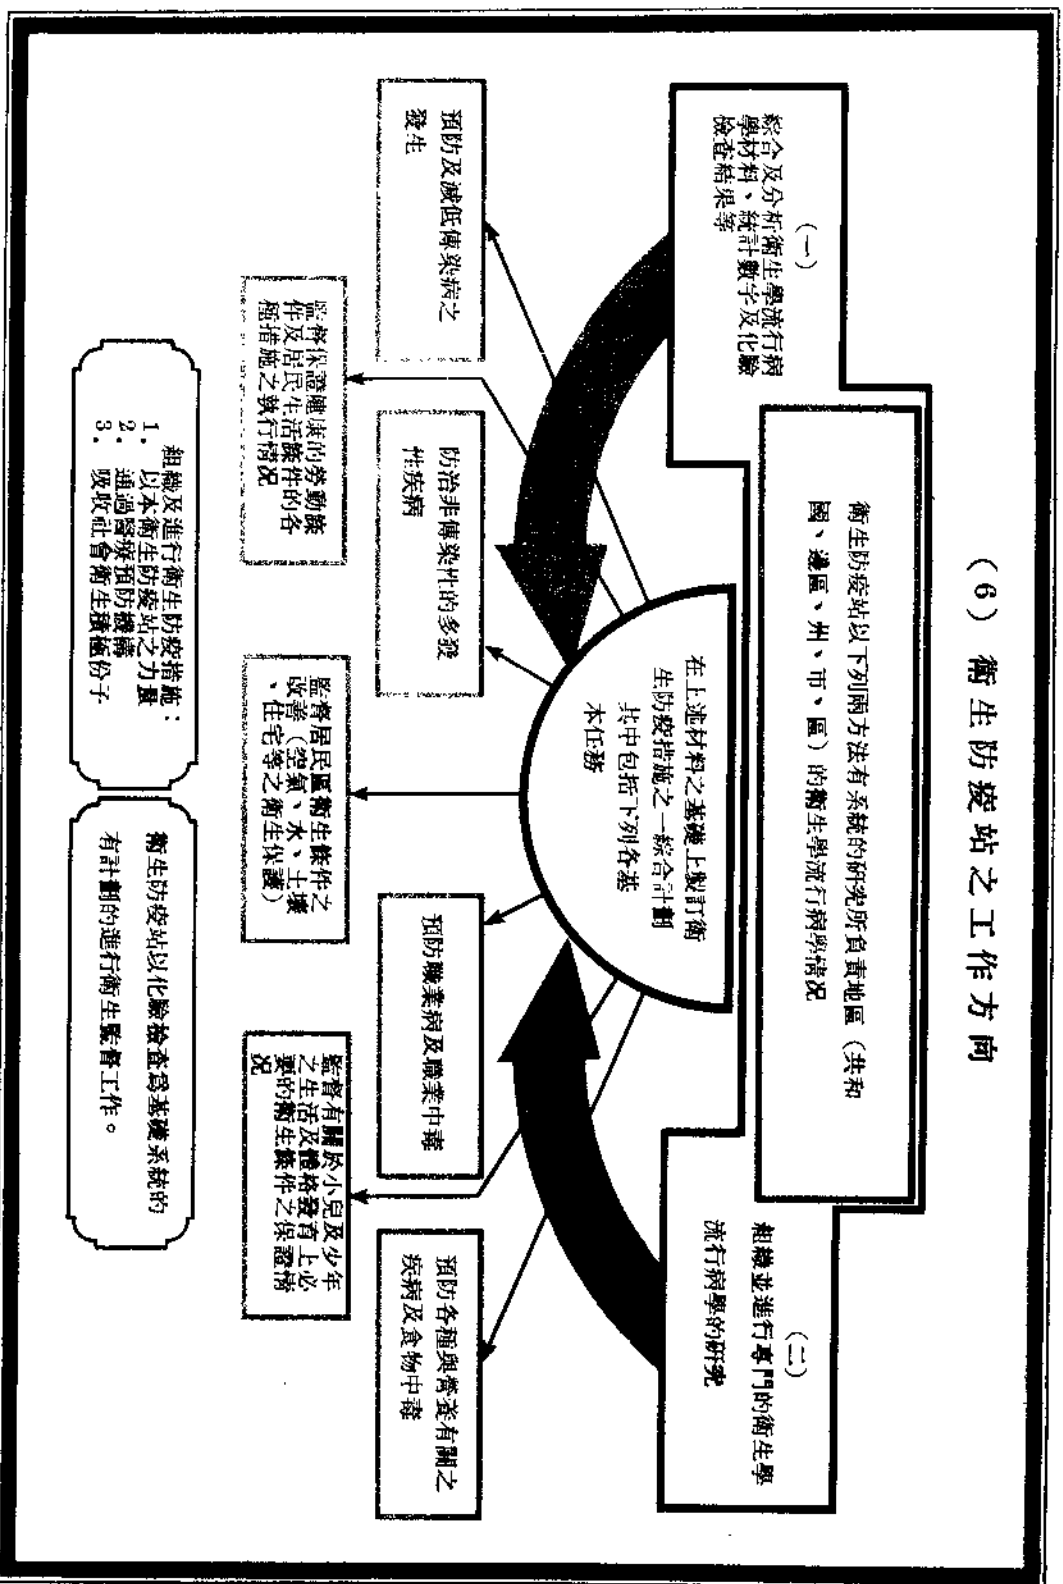 (6) 衛生防疫站之工作方向
衛生防疫站以下列兩方法有系統的研究所負責地區（共和
國、邊區、州、市、區）的衛生學流行病學情況
(一)
綜合及分析衛生學流行病
學材料、統計數字及化驗
檢查結果等
(二)
組織並進行專門的衛生學
流行病學的研究
在上述材料之基礎上製訂衛
生防疫措施之一綜合計劃
其中包括下列各基
本任務
預防及減低傳染病之
發生
防治非傳染性的多發
性疾病
預防職業病及職業中毒
預防各種與營養有關之
疾病及食物中毒
監督保證健康的勞動條
件及居民生活條件的各
種措施之執行情況
監督居民區衛生條件之
改善（空氣、水、土壤
、住宅等之衛生保護）
監督有關於小兒及少年
之生活及體格發育上必
要的衛生條件之保證情
況
組織及進行衛生防疫措施：
1. 以本衛生防疫站之力量
2. 通過醫療預防機構
3. 吸收社會衛生積極份子
衛生防疫站以化驗檢查為基礎系統的
有計劃的進行衛生監督工作。